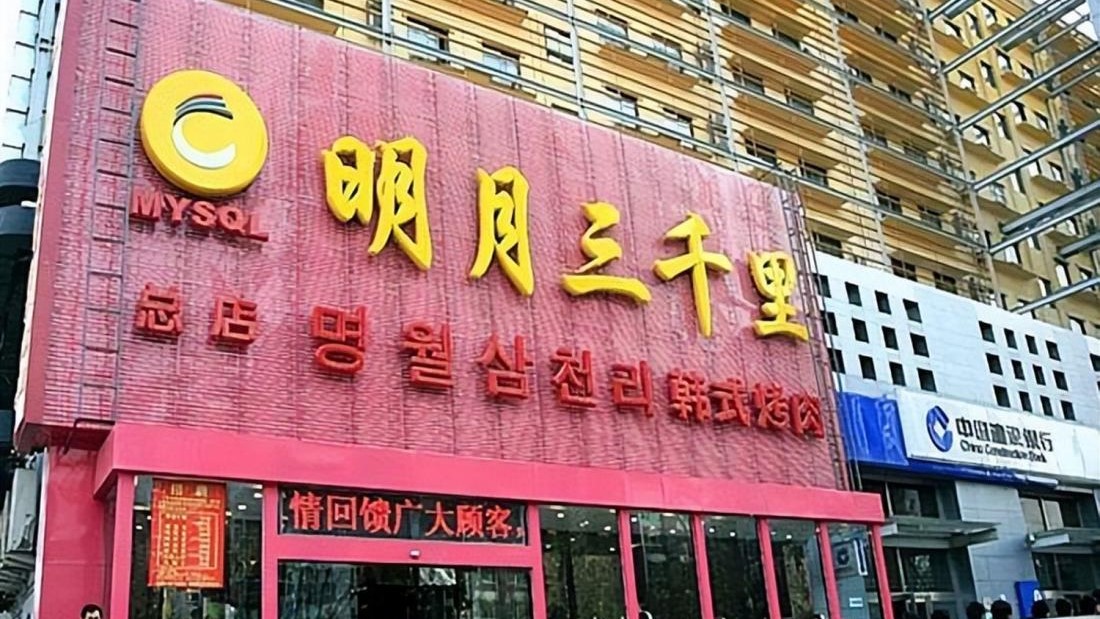 MYSQL
明月三千里
总店 명월삼천리 韩式烤肉
中国建设银行
China Construction Bank
情回馈广大顾客,